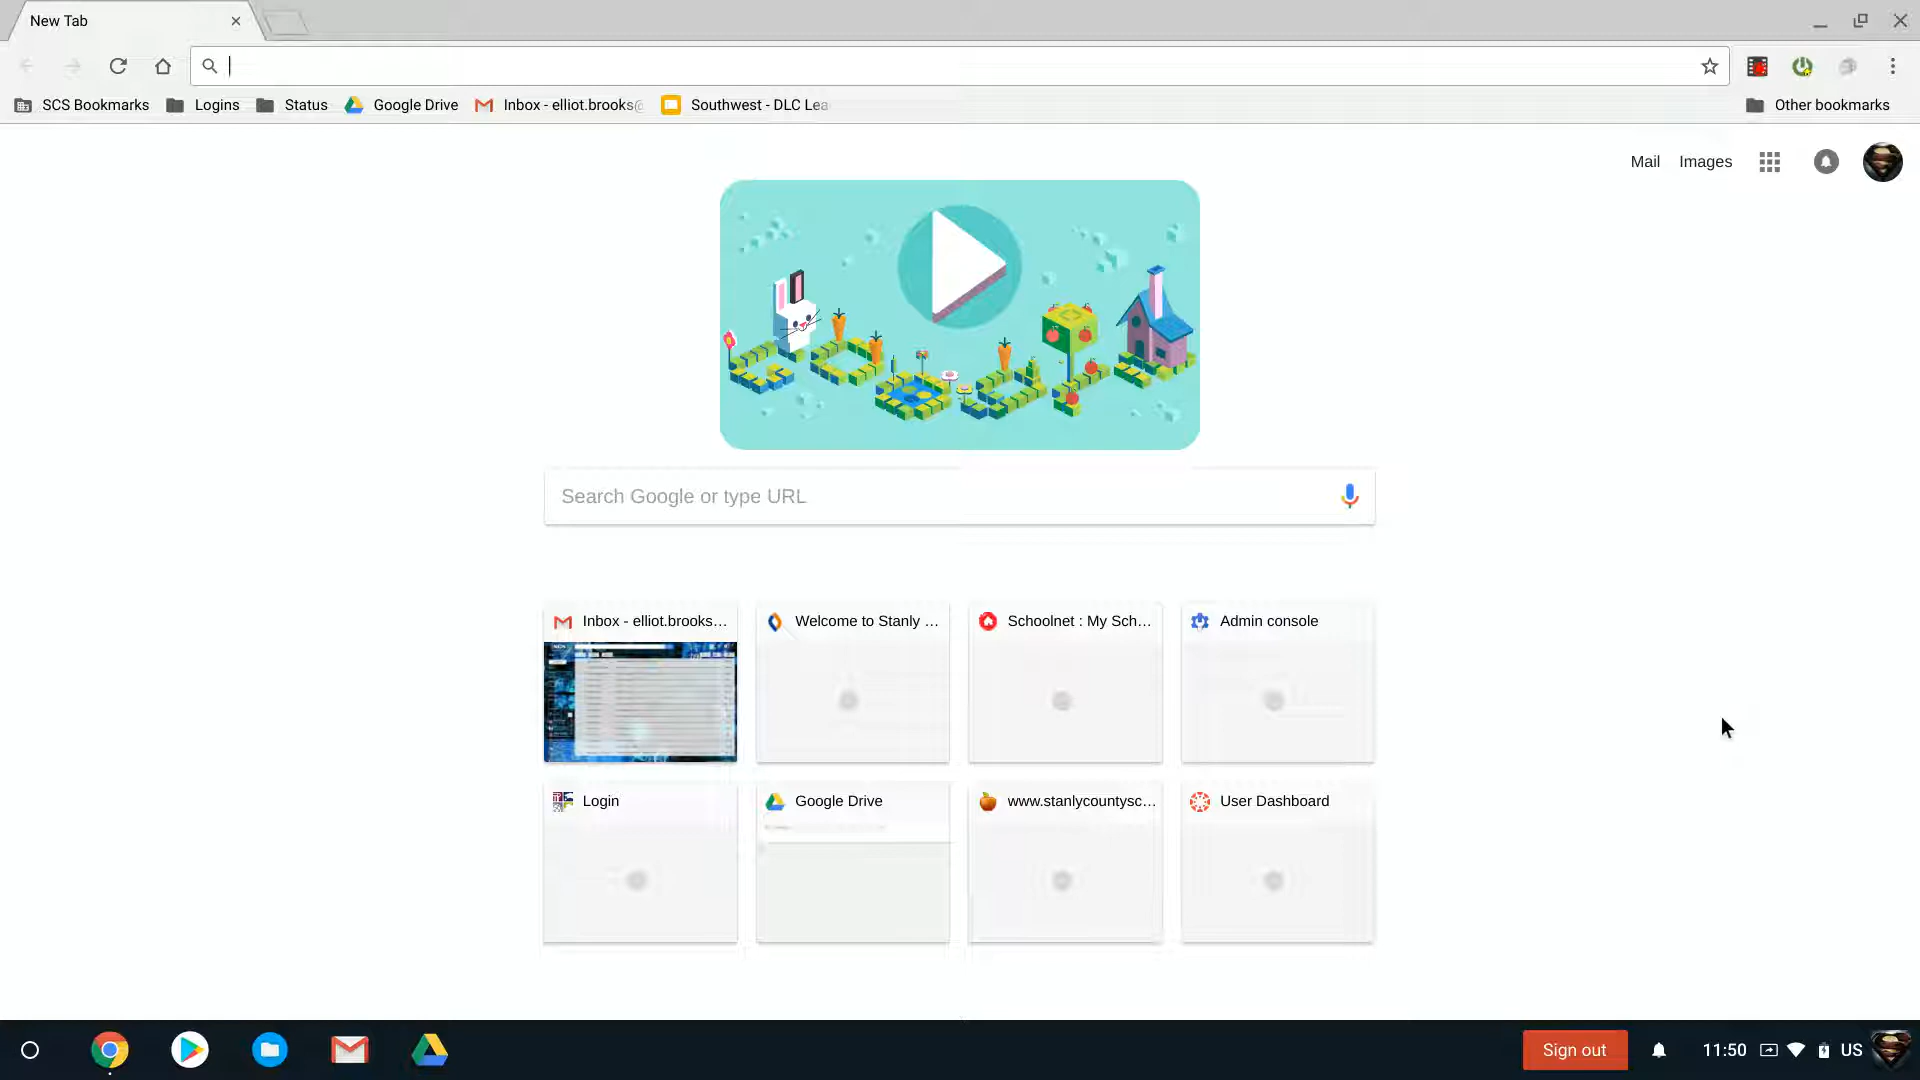 New Tab
SCS Bookmarks
Logins
Status
Google Drive
Inbox - elliot.brooks@
Southwest - DLC Lea
Other bookmarks
Mail
Images
Search Google or type URL
Inbox - elliot.brooks...
Welcome to Stanly ...
Schoolnet : My Sch...
Admin console
Login
Google Drive
www.stanlycountysc...
User Dashboard
Sign out
11:50
US